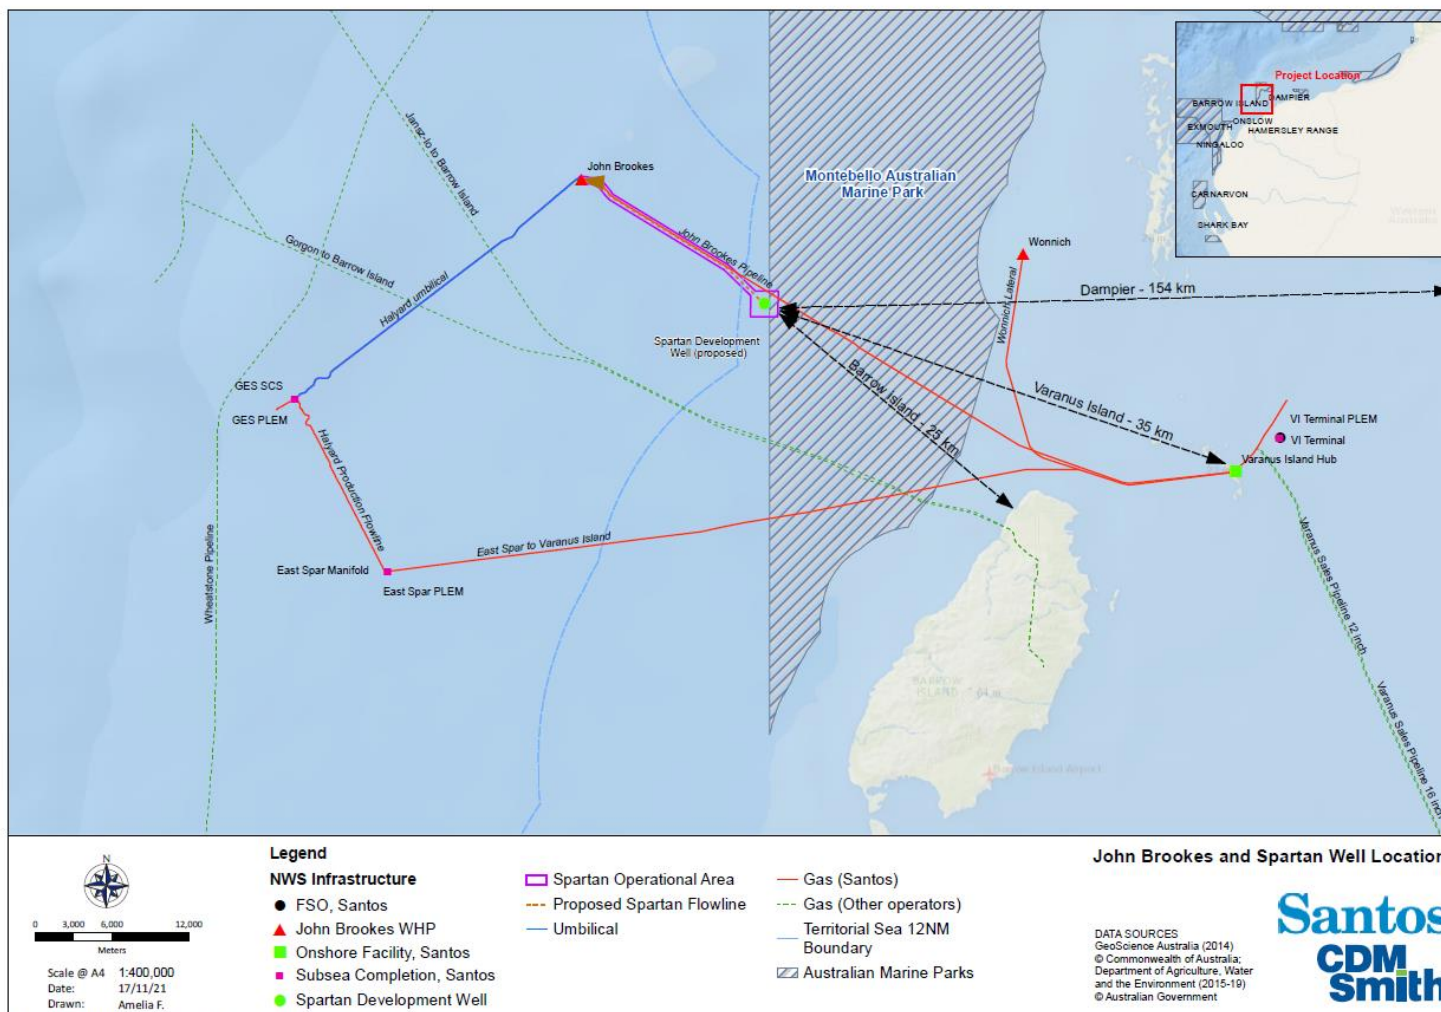 John Brookes
Jansz-Io to Barrow Island
Gorgon to Barrow Island
Halyard umbilical
John Brookes Pipeline
Montebello Australian
Marine Park
Project Location
BARROW ISLAND
DAMPIER
ONSLOW
EXMOUTH
HAMERSLEY RANGE
NINGALOO
CARNARVON
SHARK BAY
Western
Australia
Wonnich
Wonnich Lateral
Dampier - 154 km
Spartan Development
Well (proposed)
Barrow island - 25 km
Varanus Island - 35 km
GES SCS
GES PLEM
Halyard Production Flowline
VI Terminal PLEM
VI Terminal
Varanus Island Hub
Wheatstone Pipeline
East Spar to Varanus Island
East Spar Manifold
East Spar PLEM
Varanus Sales Pipeline 12 inch
Varanus Sales Pipeline 16 inch
BARROW
ISLAND
Barrow Island Airport
N
0 3,000 6,000 12,000
Meters
Scale @ A4 1:400,000
Date: 17/11/21
Drawn: Amelia F.
Legend
NWS Infrastructure
FSO, Santos
John Brookes WHP
Onshore Facility, Santos
Subsea Completion, Santos
Spartan Development Well
Spartan Operational Area
Proposed Spartan Flowline
Umbilical
Gas (Santos)
Gas (Other operators)
Territorial Sea 12NM
Boundary
Australian Marine Parks
John Brookes and Spartan Well Location
DATA SOURCES
GeoScience Australia (2014)
© Commonwealth of Australia;
Department of Agriculture, Water
and the Environment (2015-19)
© Australian Government
Santos
CDM
Smith